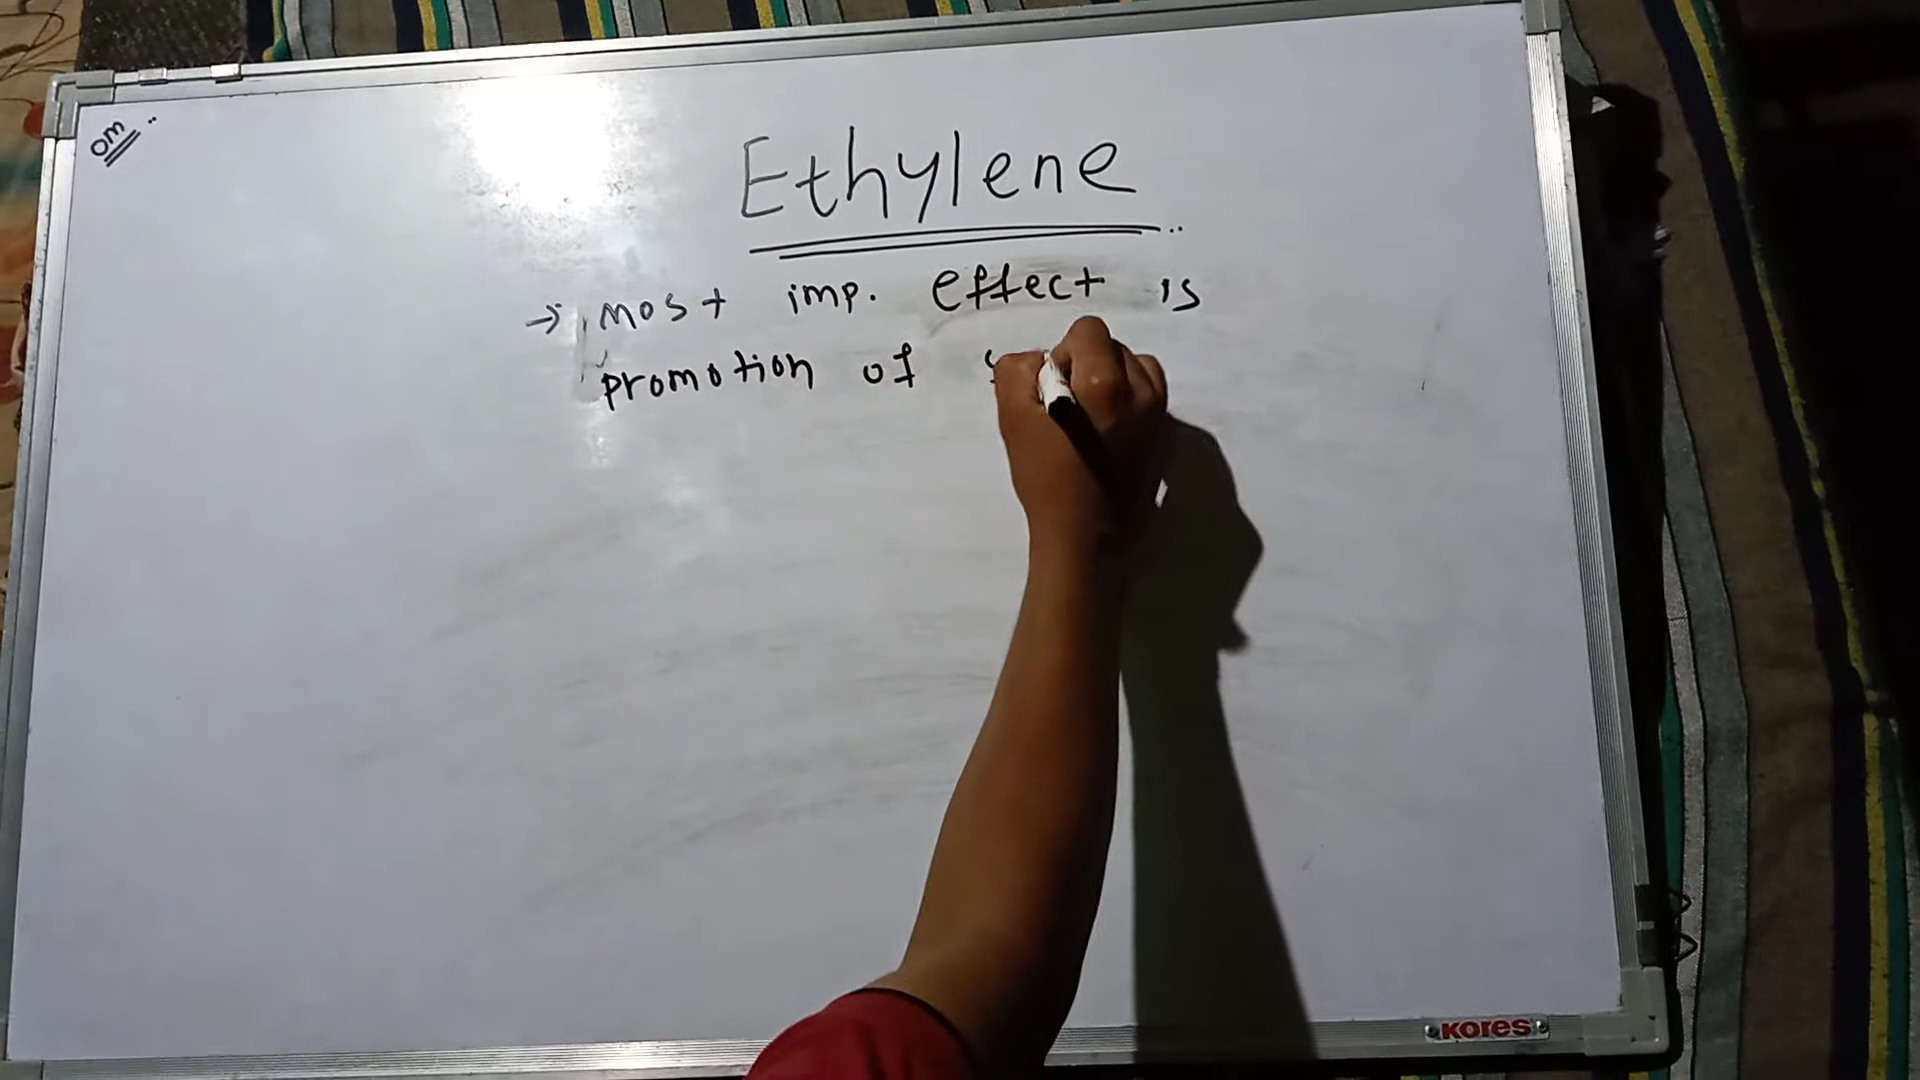 om
Ethylene
→ most imp. effect is
promotion of
KORES